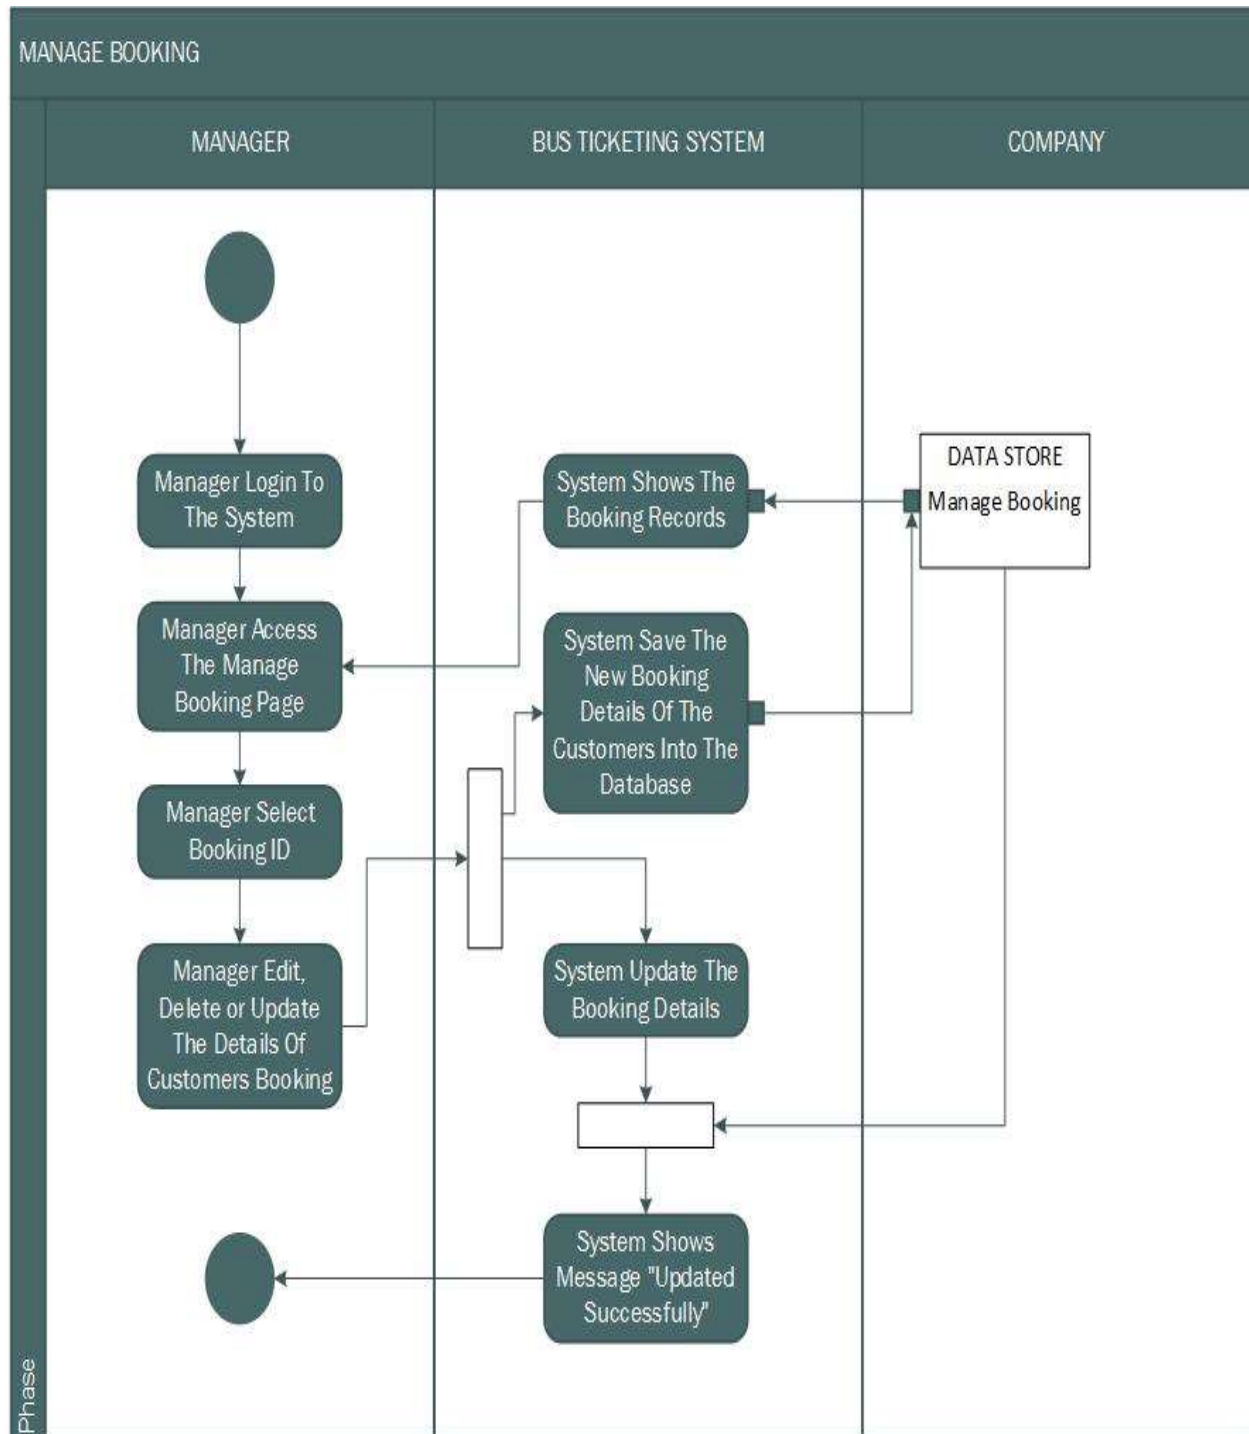 MANAGE BOOKING
MANAGER
BUS TICKETING SYSTEM
COMPANY
Manager Login To
The System
System Shows The
Booking Records
DATA STORE
Manage Booking
Manager Access
The Manage
Booking Page
System Save The
New Booking
Details Of The
Customers Into The
Database
Manager Select
Booking ID
Manager Edit,
Delete or Update
The Details Of
Customers Booking
System Update The
Booking Details
System Shows
Message "Updated
Successfully"
Phase